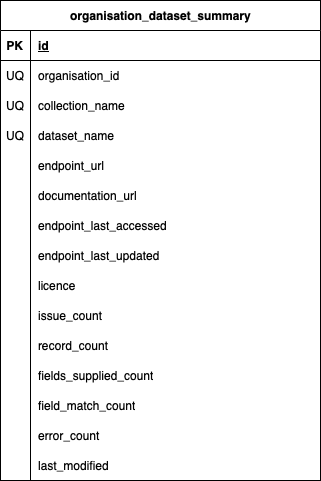 organisation_dataset_summary
PK id
UQ organisation_id
UQ collection_name
UQ dataset_name
endpoint_url
documentation_url
endpoint_last_accessed
endpoint_last_updated
licence
issue_count
record_count
fields_supplied_count
field_match_count
error_count
last_modified